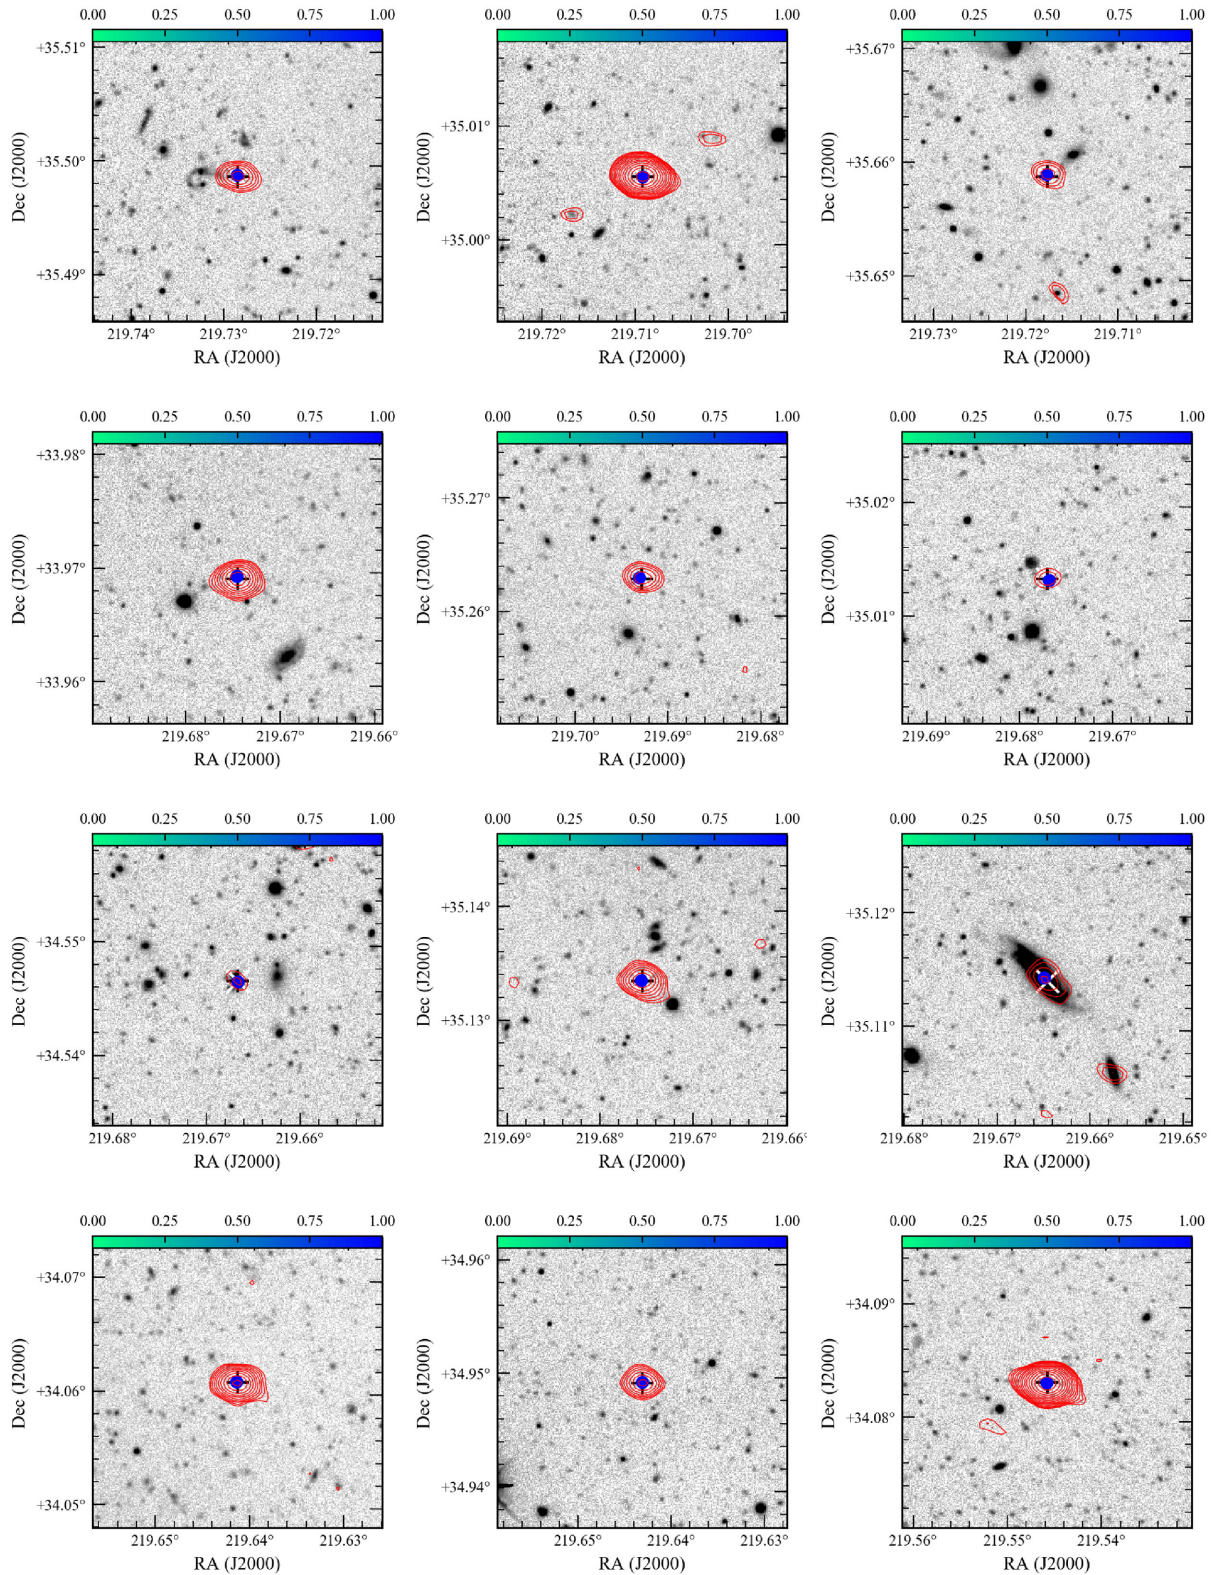 0.00 0.25 0.50 0.75 1.00 0.00 0.25 0.50 0.75 1.00 0.00 0.25 0.50 0.75 1.00
+35.51° +35.50° +35.49°
Dec (J2000)
219.74° 219.73° 219.72°
RA (J2000)
+35.01° +35.00°
Dec (J2000)
219.72° 219.71° 219.70°
RA (J2000)
+35.67° +35.66° +35.65°
Dec (J2000)
219.73° 219.72° 219.71°
RA (J2000)
0.00 0.25 0.50 0.75 1.00 0.00 0.25 0.50 0.75 1.00 0.00 0.25 0.50 0.75 1.00
+33.98° +33.97° +33.96°
Dec (J2000)
219.68° 219.67° 219.66°
RA (J2000)
+35.27° +35.26°
Dec (J2000)
219.70° 219.69° 219.68°
RA (J2000)
+35.02° +35.01°
Dec (J2000)
219.69° 219.68° 219.67°
RA (J2000)
0.00 0.25 0.50 0.75 1.00 0.00 0.25 0.50 0.75 1.00 0.00 0.25 0.50 0.75 1.00
+34.55° +34.54°
Dec (J2000)
219.68° 219.67° 219.66°
RA (J2000)
+35.14° +35.13°
Dec (J2000)
219.69° 219.68° 219.67° 219.66°
RA (J2000)
+35.12° +35.11°
Dec (J2000)
219.68° 219.67° 219.66° 219.65°
RA (J2000)
0.00 0.25 0.50 0.75 1.00 0.00 0.25 0.50 0.75 1.00 0.00 0.25 0.50 0.75 1.00
+34.07° +34.06° +34.05°
Dec (J2000)
219.65° 219.64° 219.63°
RA (J2000)
+34.96° +34.95° +34.94°
Dec (J2000)
219.65° 219.64° 219.63°
RA (J2000)
+34.09° +34.08°
Dec (J2000)
219.56° 219.55° 219.54°
RA (J2000)